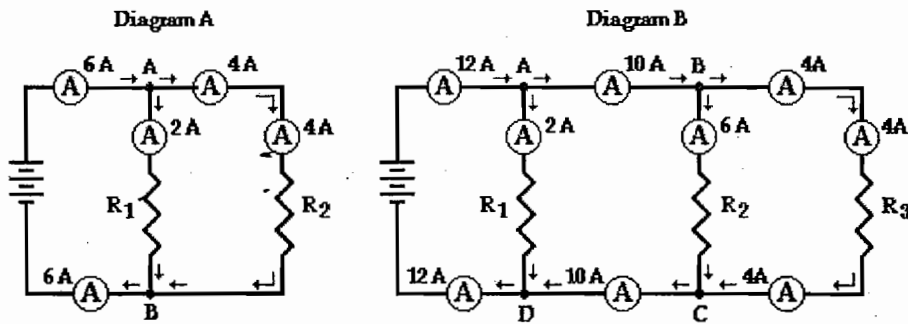 Diagram A
Diagram B
6 A A 4 A
12 A A 10 A B 4A
A A
A A A
2 A 4A
2 A 6 A 4A
A A
A A A
R1 R2
R1 R2 R3
6 A
12 A 10 A 4A
A
A A A
B
D C